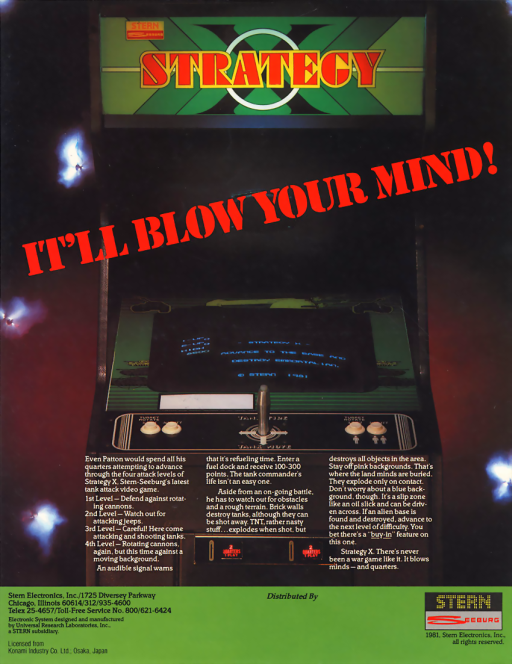 STERN
SEEBURG
STRATEGY X
IT'LL BLOW YOUR MIND!
STRATEGY X
ADVANCE TO THE BASE AND
© STERN 1981
Even Patton would spend all his
quarters attempting to advance
through the four attack levels of
Strategy X, Stern-Seeburg's latest
tank attack video game.
1st Level — Defend against rotat-
ing cannons.
2nd Level — Watch out for
attacking jeeps.
3rd Level — Careful! Here come
attacking and shooting tanks.
4th Level — Rotating cannons,
again, but this time against a
moving background.
An audible signal warns
that it's refueling time. Enter a
fuel dock and receive 100-300
points. The tank commander's
life isn't an easy one.
Aside from an on-going battle,
he has to watch out for obstacles
and a rough terrain. Brick walls
destroy tanks, although they can
be shot away. TNT, rather nasty
stuff... explodes when shot, but
destroys all objects in the area.
Stay off pink backgrounds. That's
where the land mines are buried.
They explode only on contact.
Don't worry about a blue back-
ground, though. It's a slip zone
like an oil slick and can be driv-
en across. If an alien base is
found and destroyed, advance to
the next level of difficulty. You
bet there's a "buy-in" feature on
this one.
Strategy X. There's never
been a war game like it. It blows
minds — and quarters.
Stern Electronics, Inc./1725 Diversey Parkway
Chicago, Illinois 60614/312/935-4600
Telex 25-4657/Toll-Free Service No. 800/621-6424
Electronic System designed and manufactured
by Universal Research Laboratories, Inc.,
a STERN subsidiary.
Licensed from
Konami Industry Co. Ltd.; Osaka, Japan
Distributed By
STERN
SEEBURG
1981, Stern Electronics, Inc.,
all rights reserved.